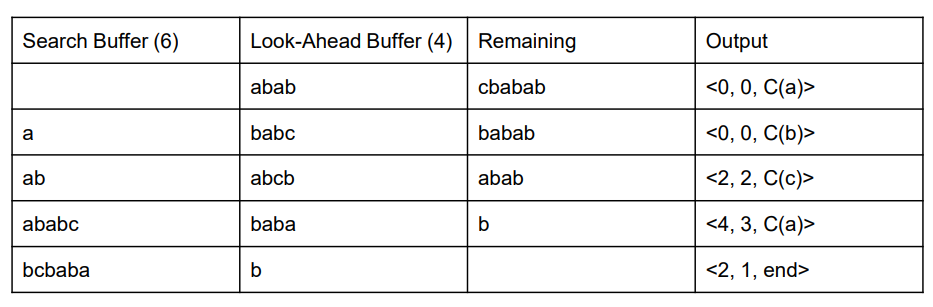 Search Buffer (6) Look-Ahead Buffer (4) Remaining Output
abab cbabab <0, 0, C(a)>
a babc babab <0, 0, C(b)>
ab abcb abab <2, 2, C(c)>
ababc baba b <4, 3, C(a)>
bcbaba b <2, 1, end>